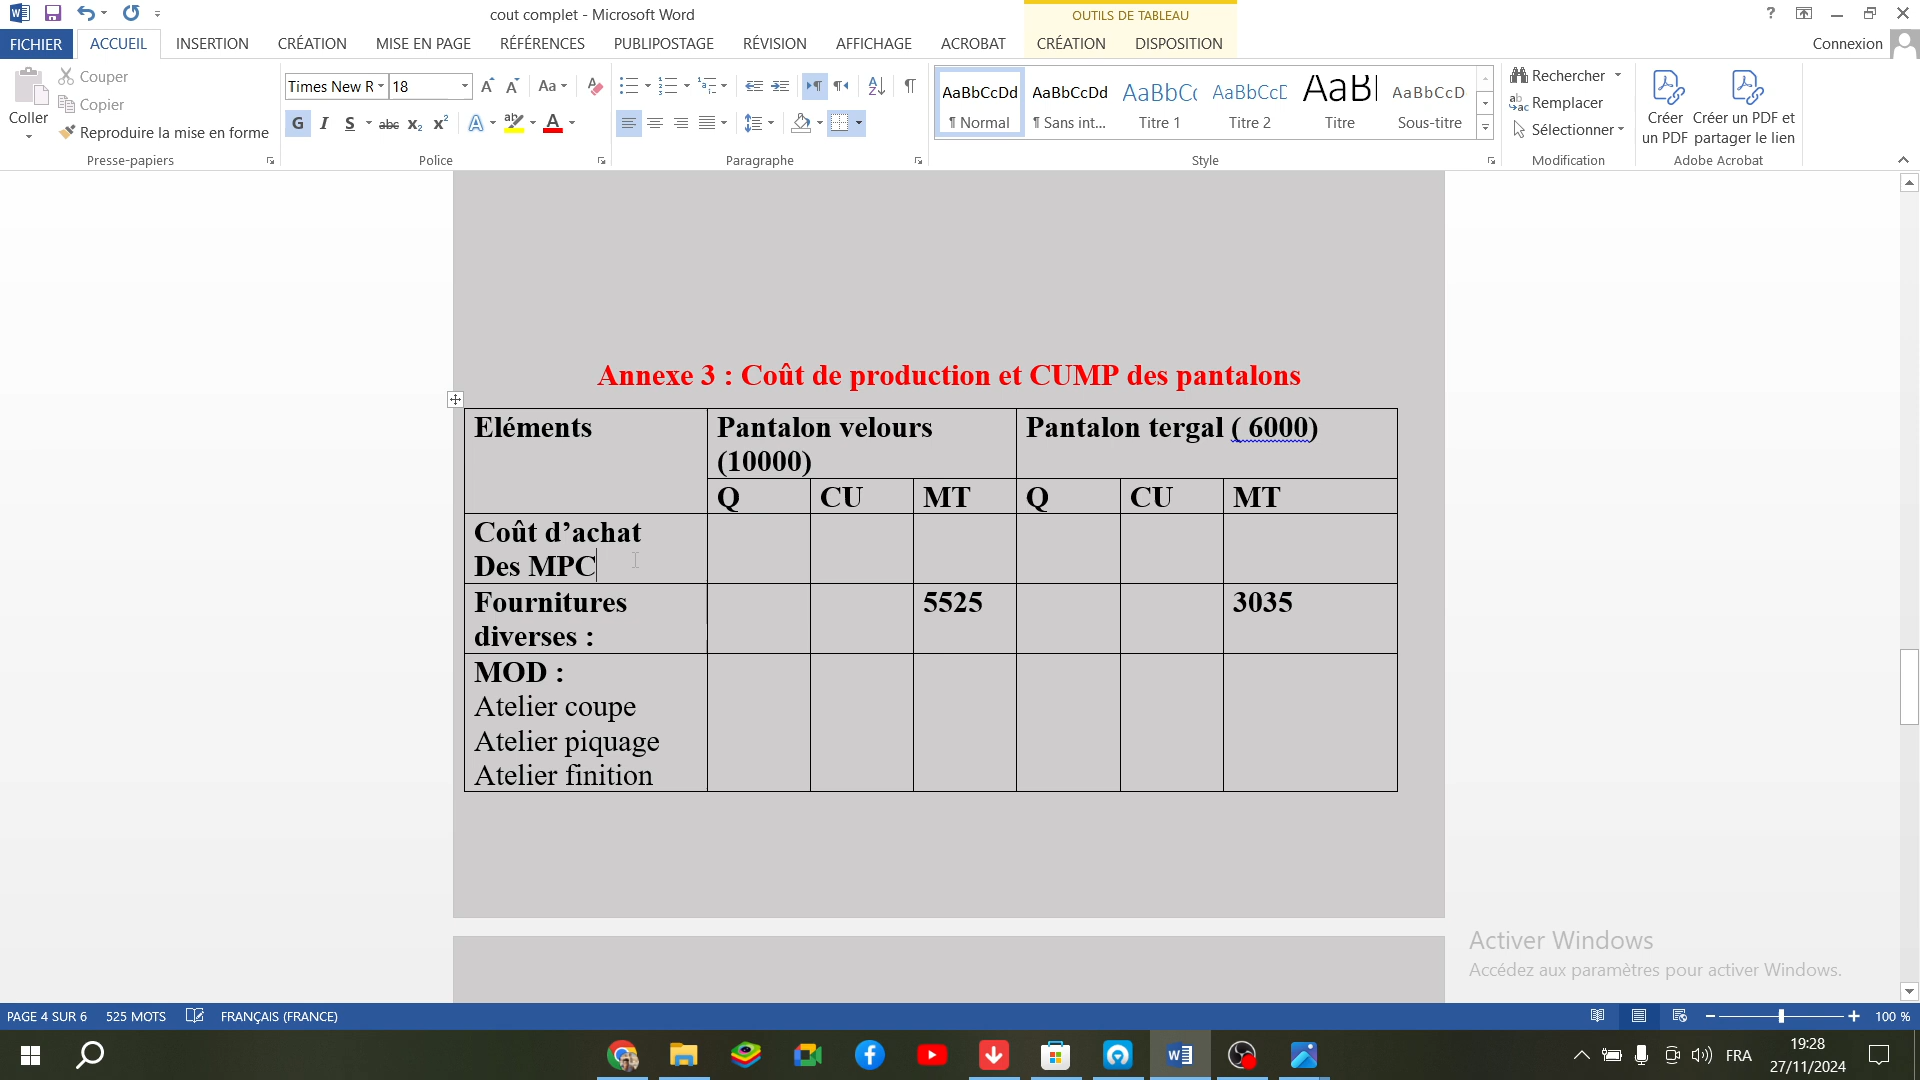 cout complet - Microsoft Word
OUTILS DE TABLEAU
FICHIER ACCUEIL INSERTION CRÉATION MISE EN PAGE RÉFÉRENCES PUBLIPOSTAGE RÉVISION AFFICHAGE ACROBAT CRÉATION DISPOSITION Connexion
Coller
Couper
Copier
Reproduire la mise en forme
Presse-papiers
Times New R 18
Police
Paragraphe
AaBbCcDd AaBbCcDd AaBbC( AaBbCcE AaBl AaBbCcD
¶ Normal ¶ Sans int... Titre 1 Titre 2 Titre Sous-titre
Style
Rechercher
Remplacer
Sélectionner
Modification
Créer un PDF
Créer un PDF et partager le lien
Adobe Acrobat
Annexe 3 : Coût de production et CUMP des pantalons
Eléments Pantalon velours Pantalon tergal ( 6000)
(10000)
Q CU MT Q CU MT
Coût d’achat
Des MPC
Fournitures 5525 3035
diverses :
MOD :
Atelier coupe
Atelier piquage
Atelier finition
Activer Windows
Accédez aux paramètres pour activer Windows.
PAGE 4 SUR 6 525 MOTS FRANÇAIS (FRANCE) 100 %
FRA
19:28
27/11/2024